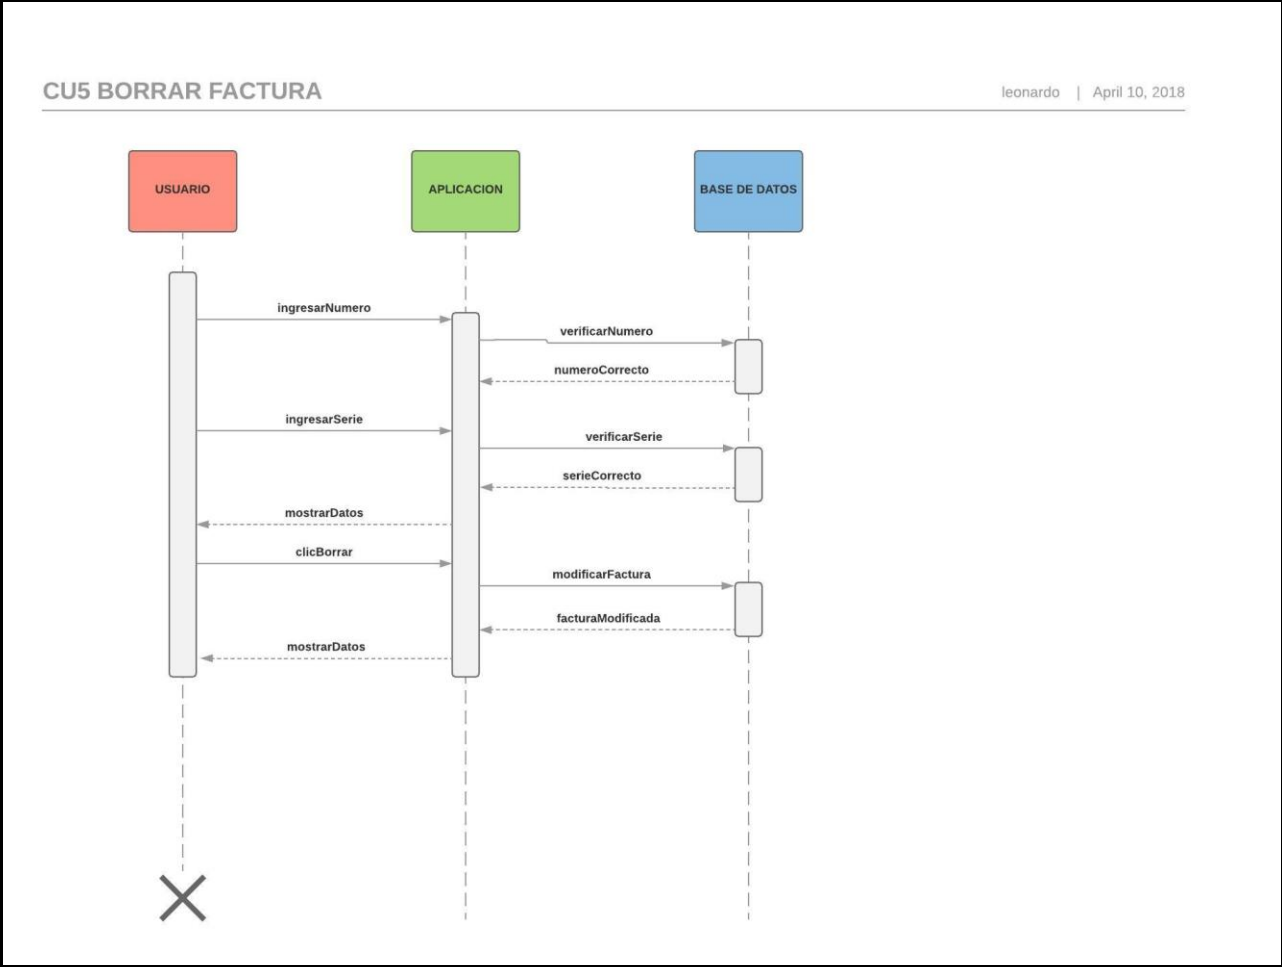 CU5 BORRAR FACTURA
leonardo | April 10, 2018
USUARIO
APLICACION
BASE DE DATOS
ingresarNumero
verificarNumero
numeroCorrecto
ingresarSerie
verificarSerie
serieCorrecto
mostrarDatos
clicBorrar
modificarFactura
facturaModificada
mostrarDatos